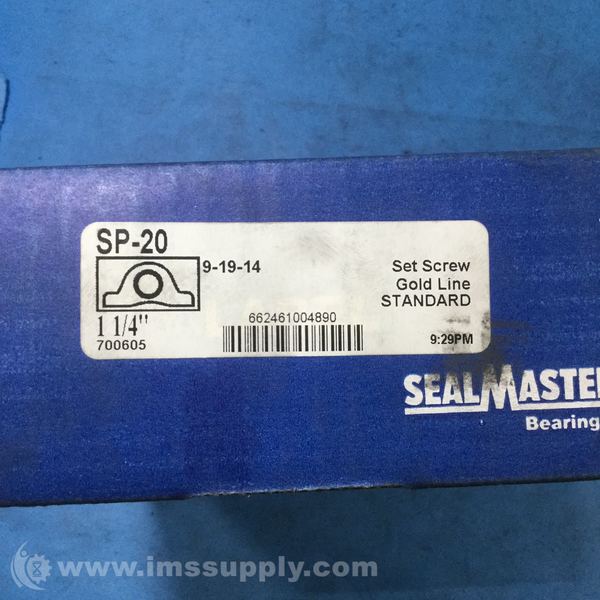 SP-20
9-19-14
Set Screw
Gold Line
STANDARD
1 1/4"
700605
662461004890
9:29PM
SEALMASTER
Bearing
www.imssupply.com